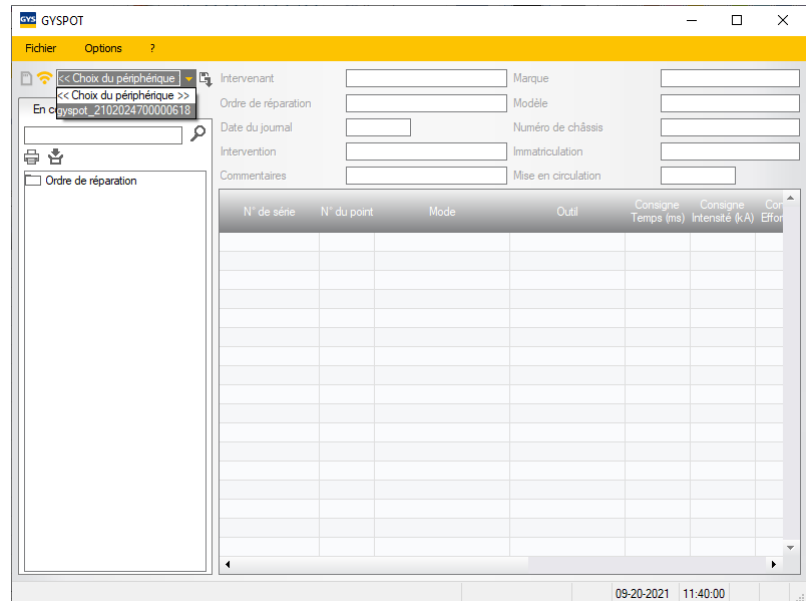 GYS GYSPOT
Fichier Options ?
<< Choix du périphérique
<< Choix du périphérique >>
gyspot_2102024700000618
En c
Ordre de réparation
Intervenant
Marque
Ordre de réparation
Modèle
Date du journal
Numéro de châssis
Intervention
Immatriculation
Commentaires
Mise en circulation
N° de série N° du point Mode Outil Consigne Temps (ms) Consigne Intensité (kA) Con Effor
09-20-2021 11:40:00